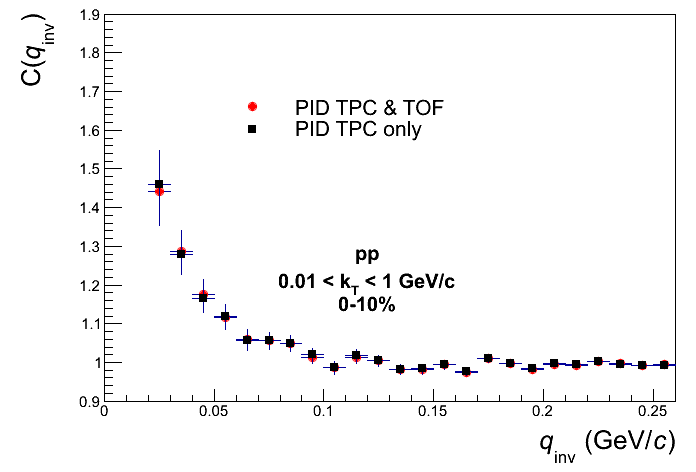 C(q_inv)
1.9
1.8
1.7
1.6
1.5
1.4
1.3
1.2
1.1
1
0.9
PID TPC & TOF
PID TPC only
pp
0.01 < k_T < 1 GeV/c
0-10%
0 0.05 0.1 0.15 0.2 0.25
q_inv (GeV/c)